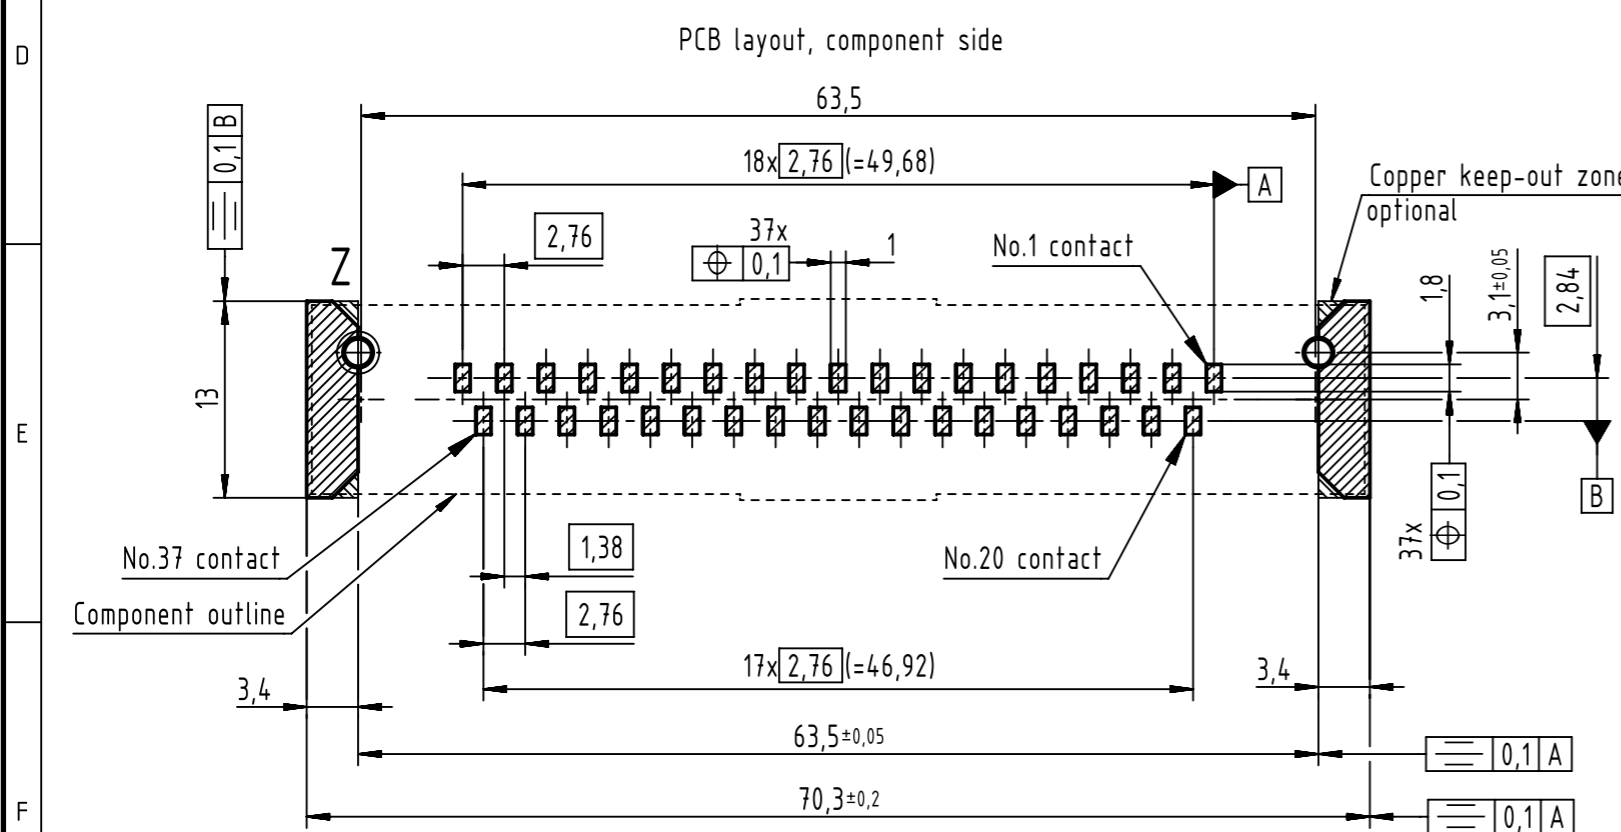 D
PCB layout, component side
63,5
0,1 B
18x 2,76 (=49,68)
A
Copper keep-out zone
optional
2,76
37x
0,1
1
No.1 contact
Z
1,8
3,1±0,05
2,84
13
E
E
37x
0,1
B
No.37 contact
1,38
No.20 contact
Component outline
2,76
17x 2,76 (=46,92)
3,4
3,4
63,5±0,05
0,1 A
70,3±0,2
0,1 A
F
F